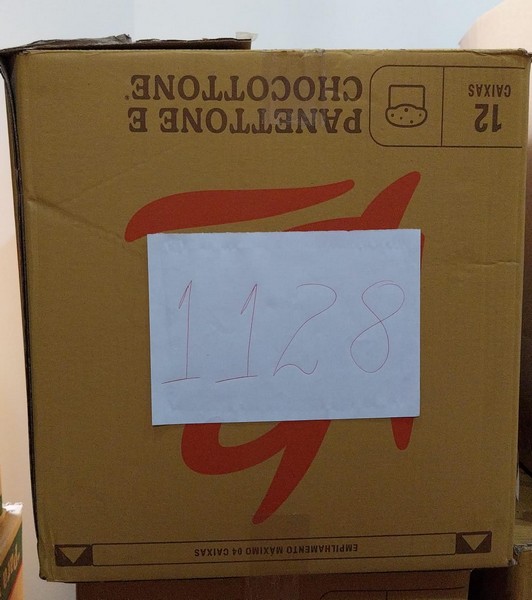 PANETTONE E
CHOCOTTONE®
12
CAIXAS
1128
EMPILHAMENTO MÁXIMO 04 CAIXAS